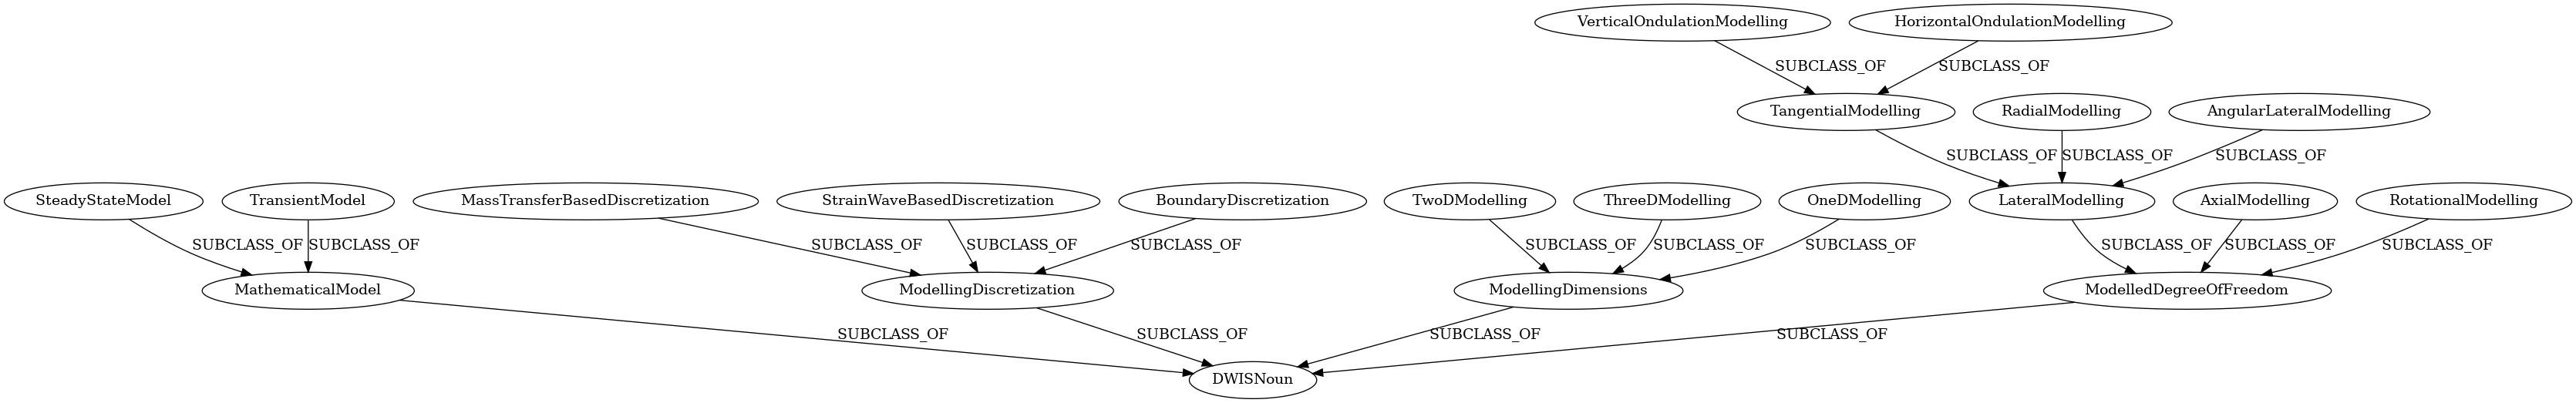 VerticalOndulationModelling
HorizontalOndulationModelling
SUBCLASS_OF
SUBCLASS_OF
TangentialModelling
RadialModelling
AngularLateralModelling
SUBCLASS_OF
SUBCLASS_OF
SUBCLASS_OF
SteadyStateModel
TransientModel
MassTransferBasedDiscretization
StrainWaveBasedDiscretization
BoundaryDiscretization
TwoDModelling
ThreeDModelling
OneDModelling
LateralModelling
AxialModelling
RotationalModelling
SUBCLASS_OF
SUBCLASS_OF
SUBCLASS_OF
SUBCLASS_OF
SUBCLASS_OF
SUBCLASS_OF
SUBCLASS_OF
SUBCLASS_OF
SUBCLASS_OF
SUBCLASS_OF
SUBCLASS_OF
MathematicalModel
ModellingDiscretization
ModellingDimensions
ModelledDegreeOfFreedom
SUBCLASS_OF
SUBCLASS_OF
SUBCLASS_OF
SUBCLASS_OF
DWISNoun